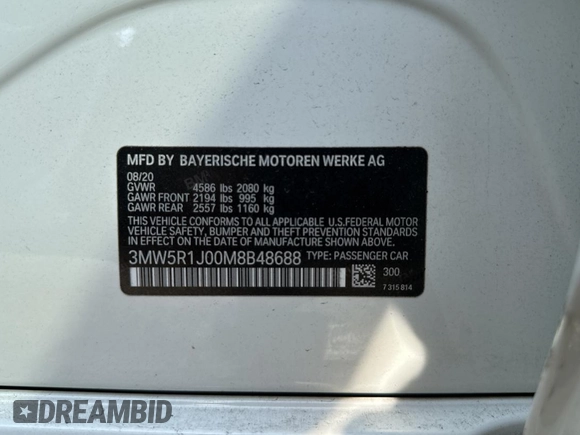 MFD BY BAYERISCHE MOTOREN WERKE AG
08/20
GVWR 4586 lbs 2080 kg
GAWR FRONT 2194 lbs 995 kg
GAWR REAR 2557 lbs 1160 kg
THIS VEHICLE CONFORMS TO ALL APPLICABLE U.S.FEDERAL MOTOR
VEHICLE SAFETY, BUMPER AND THEFT PREVENTION STANDARDS
IN EFFECT ON THE DATE OF MANUFACTURE SHOWN ABOVE.
3MW5R1J00M8B48688 TYPE: PASSENGER CAR
300
7 315 814
DREAMBID